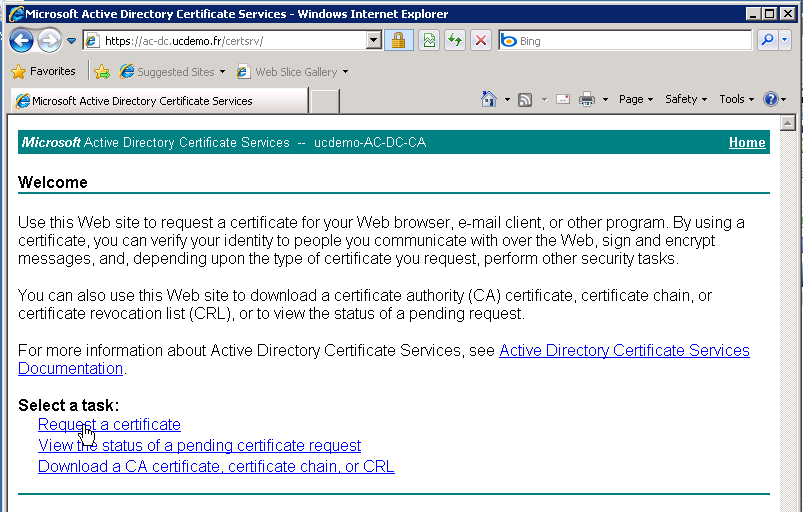 Microsoft Active Directory Certificate Services - Windows Internet Explorer
https://ac-dc.ucdemo.fr/certsrv/
Bing
Favorites Suggested Sites Web Slice Gallery
Microsoft Active Directory Certificate Services
Page Safety Tools
Microsoft Active Directory Certificate Services -- ucdemo-AC-DC-CA Home
Welcome
Use this Web site to request a certificate for your Web browser, e-mail client, or other program. By using a
certificate, you can verify your identity to people you communicate with over the Web, sign and encrypt
messages, and, depending upon the type of certificate you request, perform other security tasks.
You can also use this Web site to download a certificate authority (CA) certificate, certificate chain, or
certificate revocation list (CRL), or to view the status of a pending request.
For more information about Active Directory Certificate Services, see Active Directory Certificate Services
Documentation.
Select a task:
Request a certificate
View the status of a pending certificate request
Download a CA certificate, certificate chain, or CRL